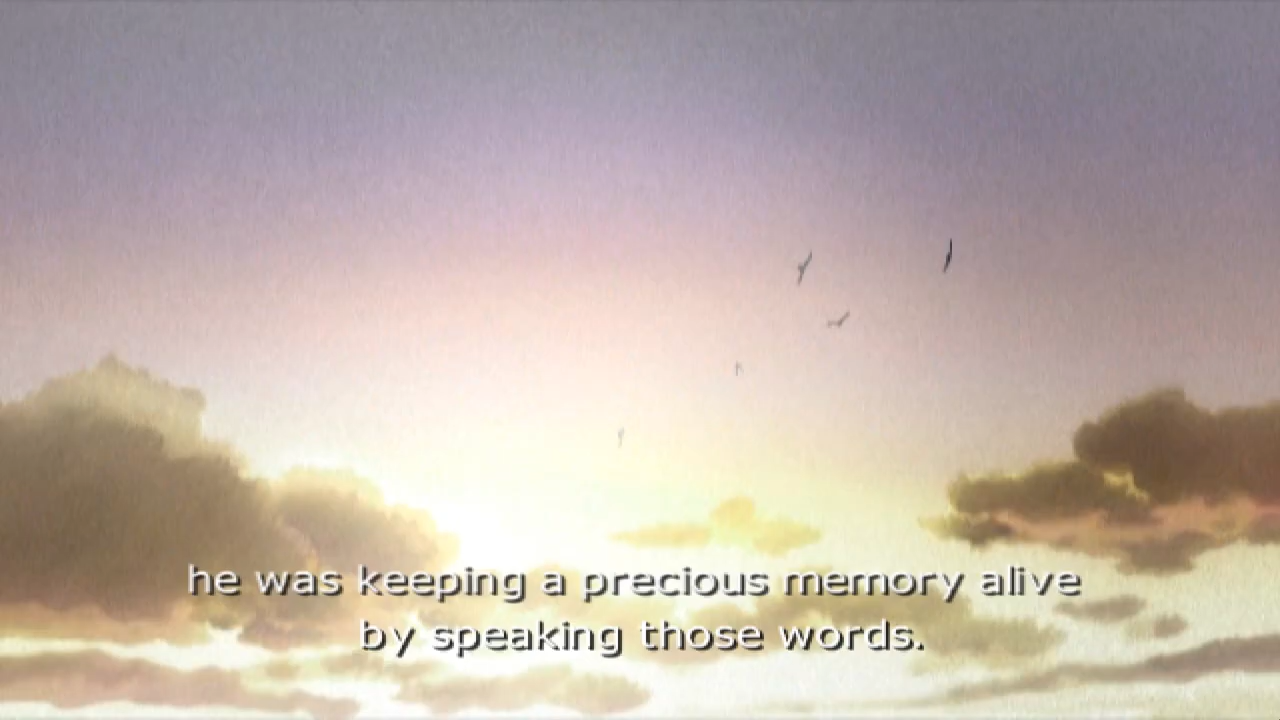 he was keeping a precious memory alive
by speaking those words.